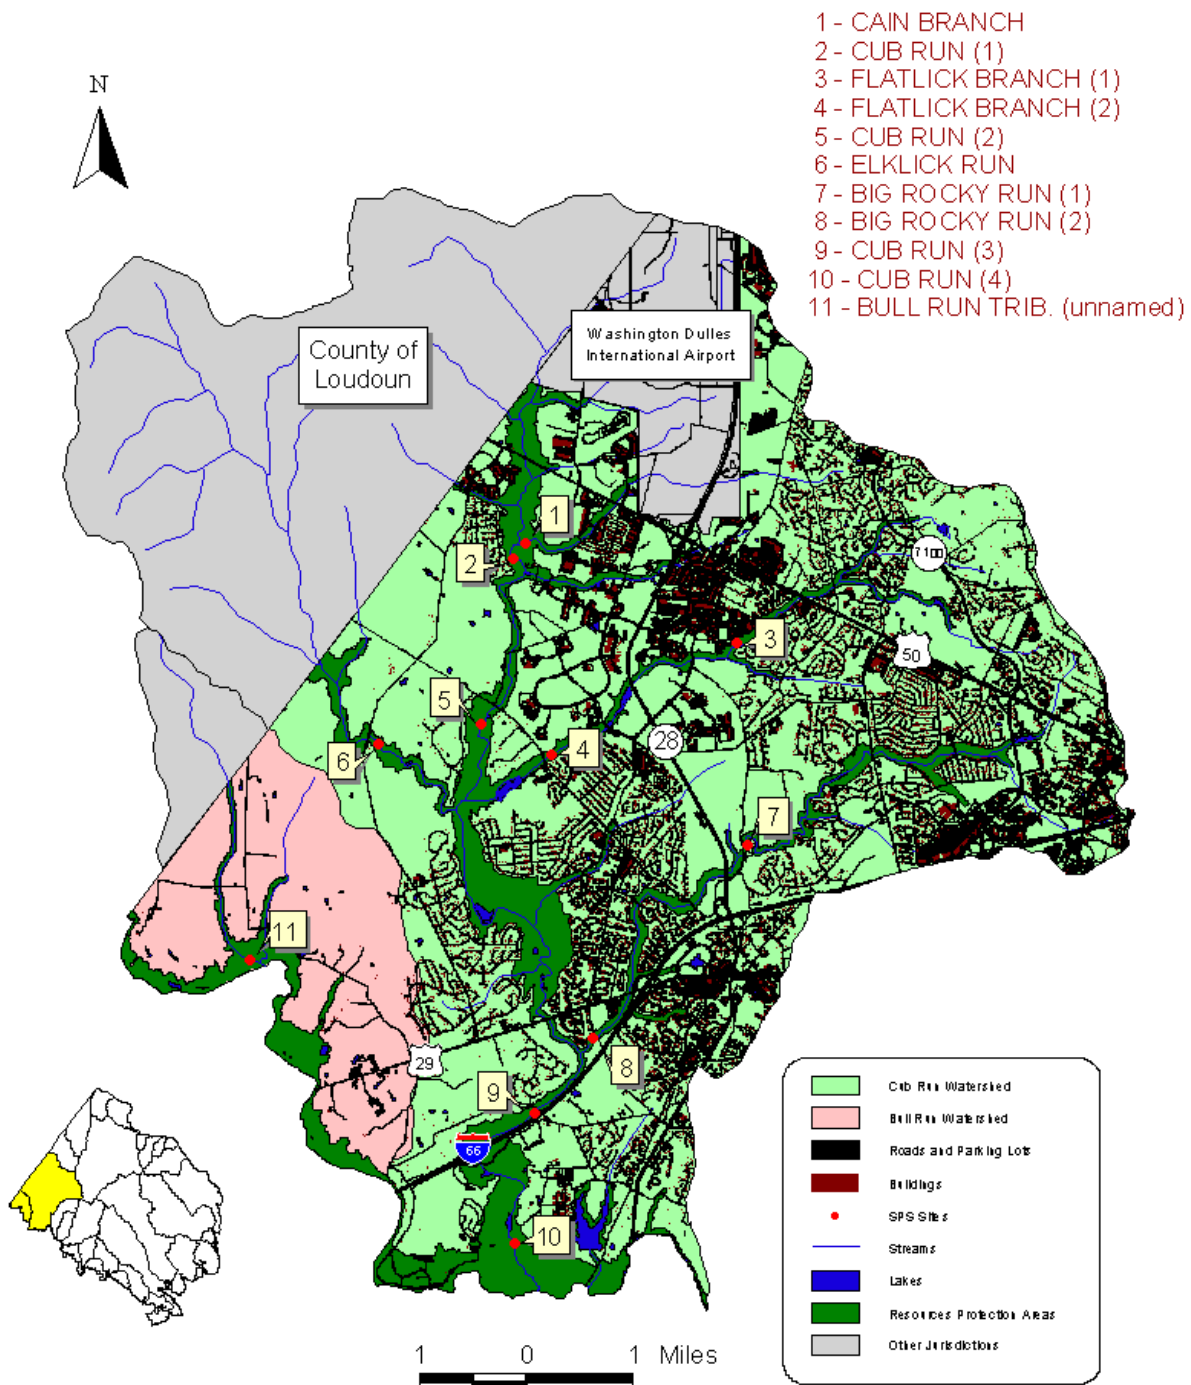 1 - CAIN BRANCH
2 - CUB RUN (1)
3 - FLATLICK BRANCH (1)
4 - FLATLICK BRANCH (2)
5 - CUB RUN (2)
6 - ELKLICK RUN
7 - BIG ROCKY RUN (1)
8 - BIG ROCKY RUN (2)
9 - CUB RUN (3)
10 - CUB RUN (4)
11 - BULL RUN TRIB. (unnamed)
N
County of
Loudoun
Washington Dulles
International Airport
1
2
7100
3
50
5
6
4
28
7
11
29
8
9
66
10
Cub Run Watershed
Bull Run Watershed
Roads and Parking Lots
Buildings
SPS Sites
Streams
Lakes
Resources Protection Areas
Other Jurisdictions
1 0 1 Miles